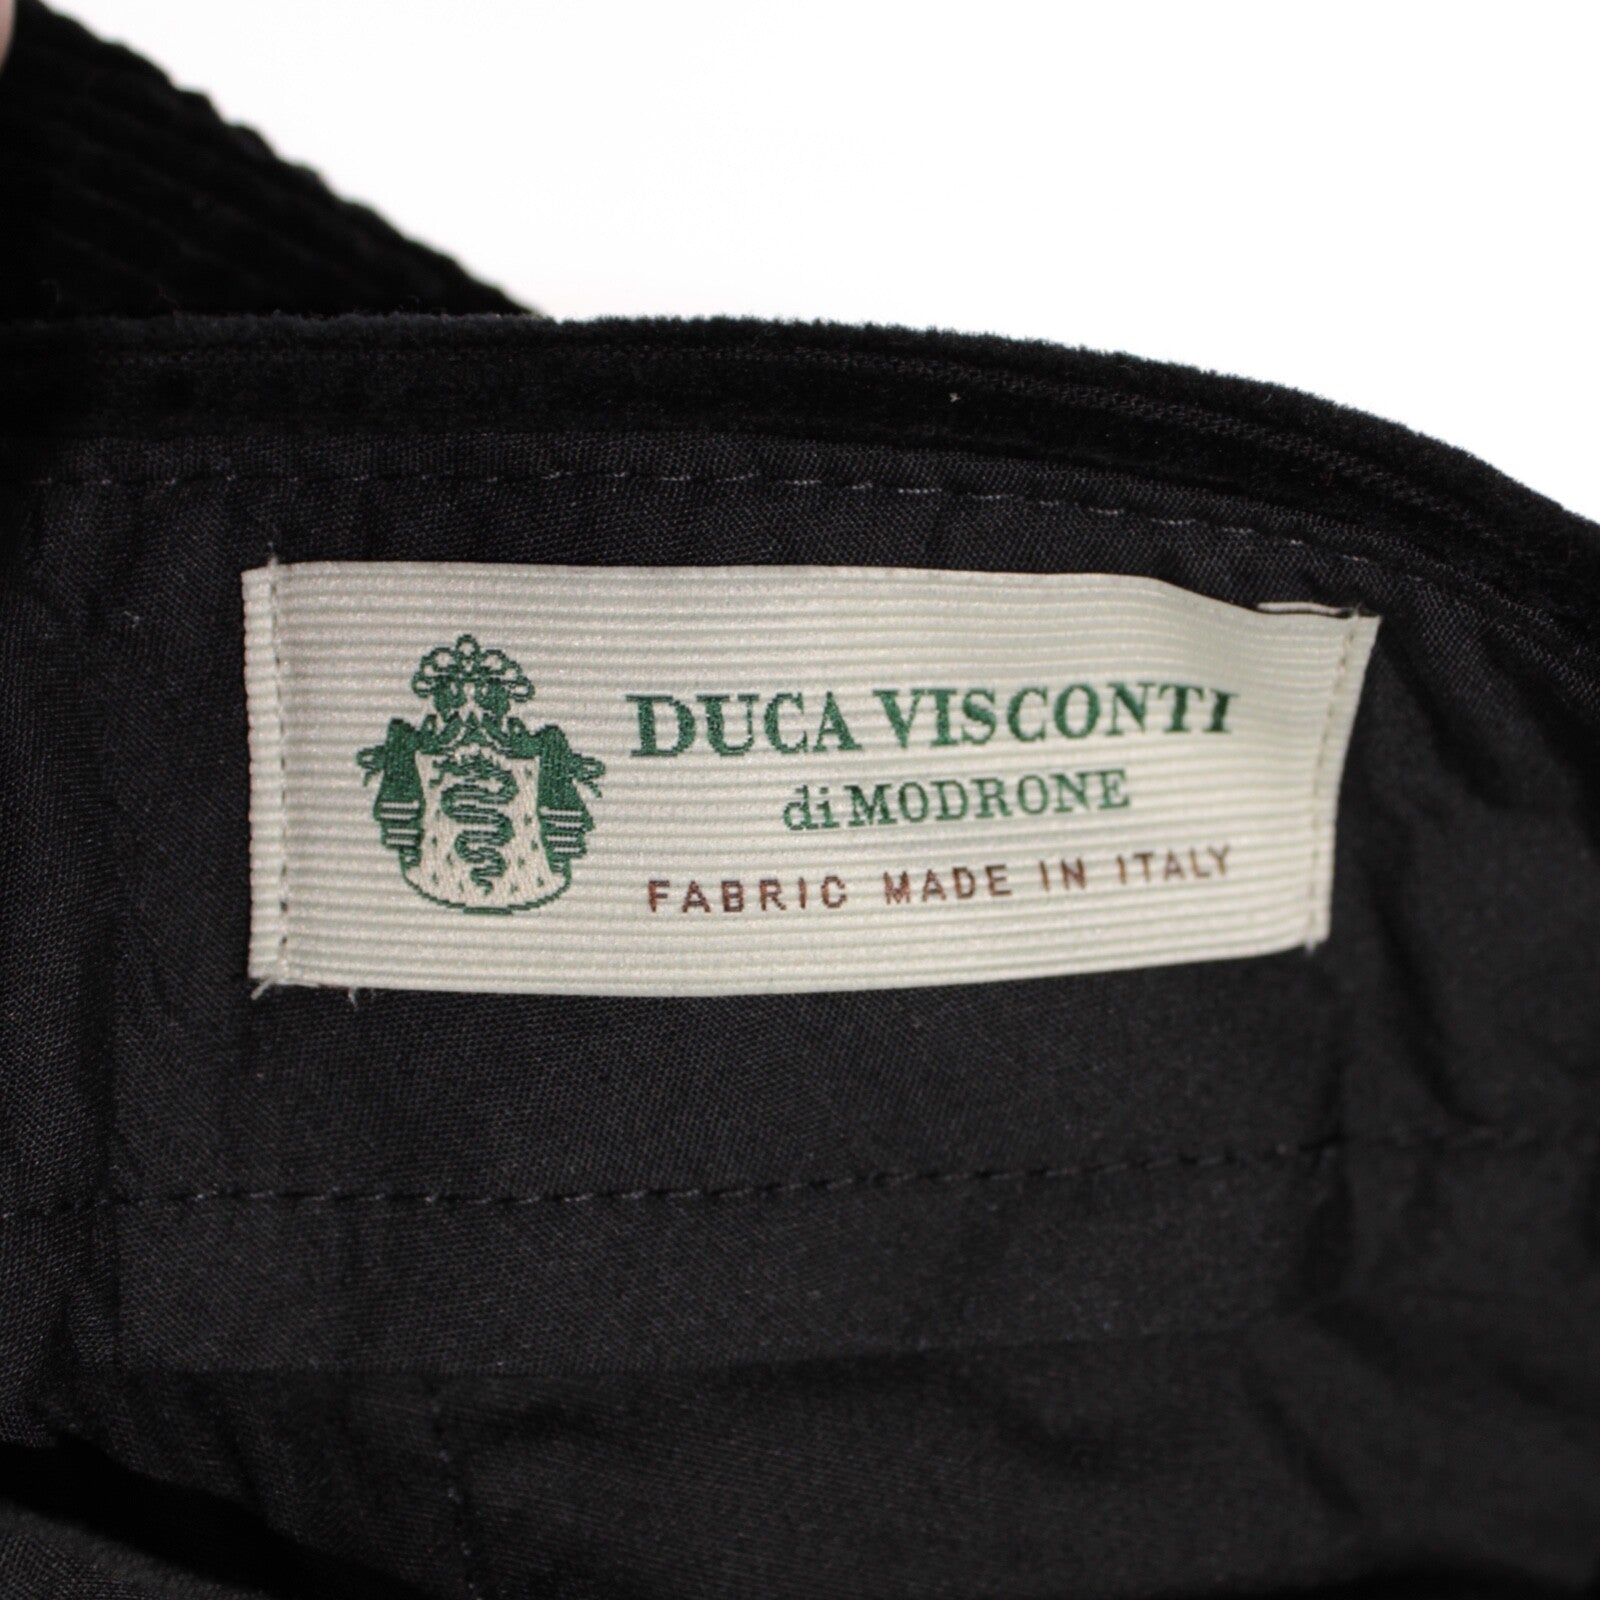 DUCA VISCONTI
di MODRONE
FABRIC MADE IN ITALY